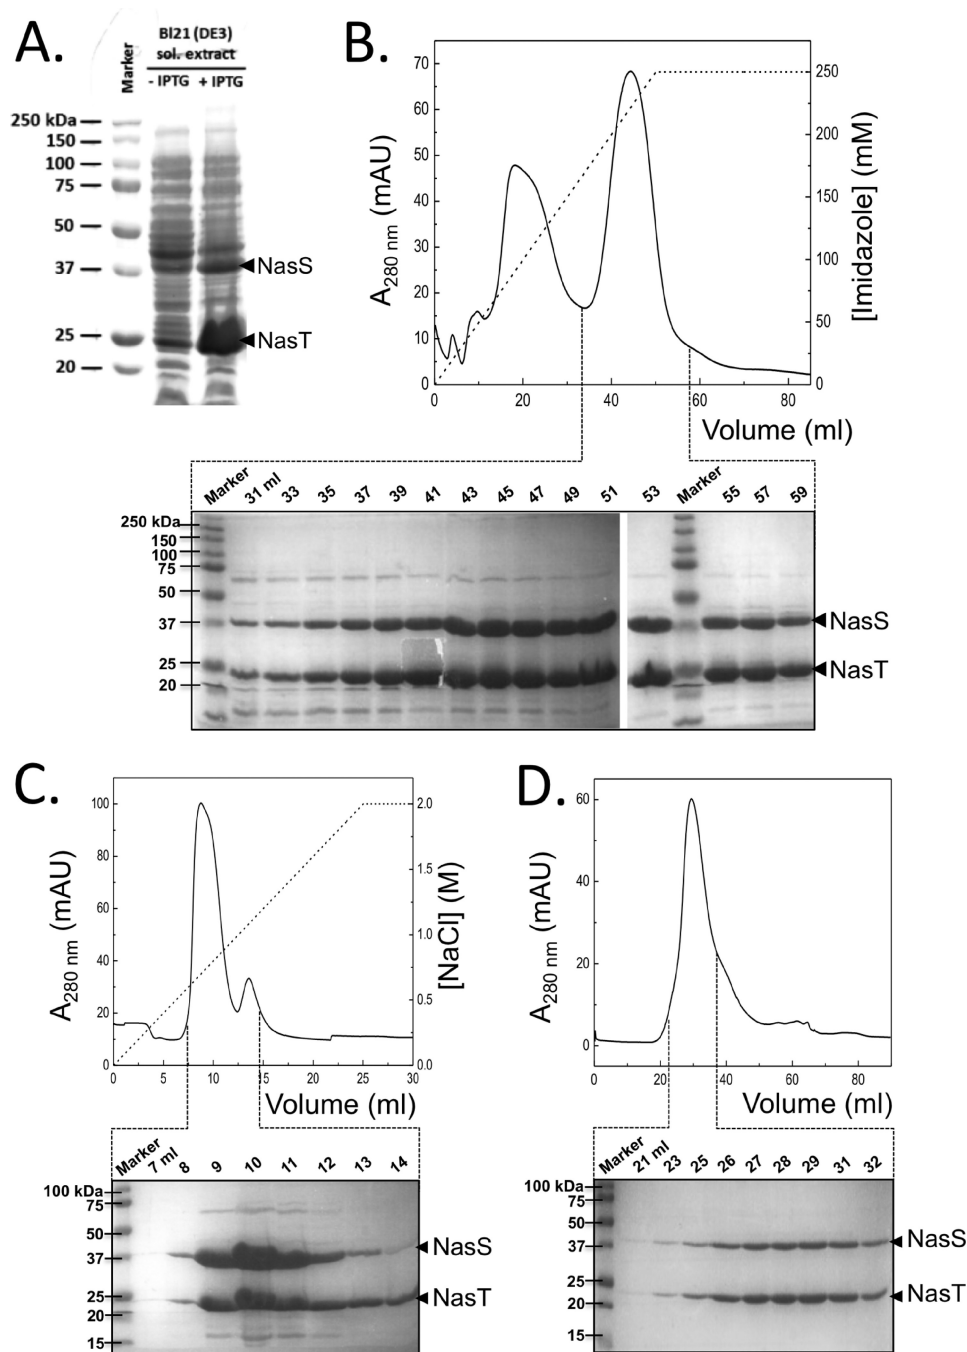 A.
Bl21 (DE3)
sol. extract
Marker
- IPTG + IPTG
250 kDa
150
100
75
50
37
25
20
NasS
NasT
B.
A280 nm (mAU)
70
60
50
40
30
20
10
0
250
200
150
100
50
0
[Imidazole] (mM)
0 20 40 60 80
Volume (ml)
Marker 31 ml 33 35 37 39 41 43 45 47 49 51 53 Marker 55 57 59
250 kDa
150
100
75
50
37
25
20
NasS
NasT
C.
A280 nm (mAU)
100
80
60
40
20
0
2.0
1.5
1.0
0.5
0.0
[NaCl] (M)
0 5 10 15 20 25 30
Volume (ml)
Marker 7 ml 8 9 10 11 12 13 14
100 kDa
75
50
37
25
20
15
NasS
NasT
D.
A280 nm (mAU)
60
40
20
0
0 20 40 60 80
Volume (ml)
Marker 21 ml 23 25 26 27 28 29 31 32
100 kDa
75
50
37
25
20
15
NasS
NasT